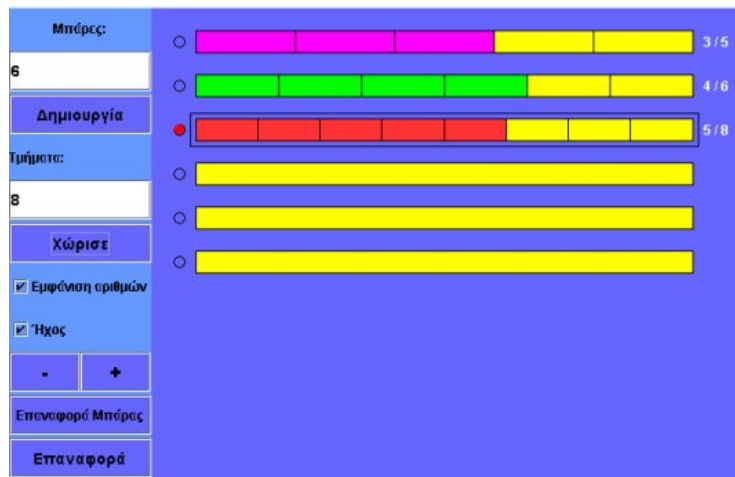 Μπάρες:
6
Δημιουργία
Τμήματα:
8
Χώρισε
Εμφάνιση αριθμών
Ήχος
- +
Επαναφορά Μπάρας
Επαναφορά
3/5
4/6
5/8